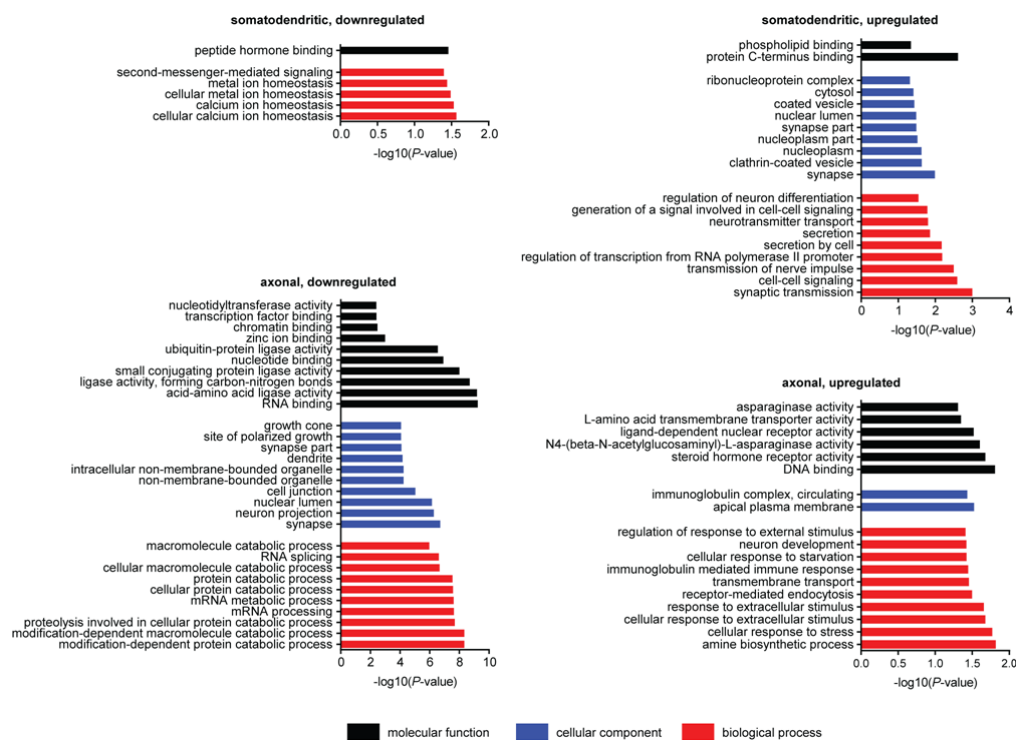 somatodendritic, downregulated
peptide hormone binding
second-messenger-mediated signaling
metal ion homeostasis
cellular metal ion homeostasis
calcium ion homeostasis
cellular calcium ion homeostasis
0.0 0.5 1.0 1.5 2.0
-log10(P-value)
somatodendritic, upregulated
phospholipid binding
protein C-terminus binding
ribonucleoprotein complex
cytosol
coated vesicle
nuclear lumen
synapse part
nucleoplasm part
nucleoplasm
clathrin-coated vesicle
synapse
regulation of neuron differentiation
generation of a signal involved in cell-cell signaling
neurotransmitter transport
secretion
secretion by cell
regulation of transcription from RNA polymerase II promoter
transmission of nerve impulse
cell-cell signaling
synaptic transmission
0 1 2 3 4
-log10(P-value)
axonal, downregulated
nucleotidyltransferase activity
transcription factor binding
chromatin binding
zinc ion binding
ubiquitin-protein ligase activity
nucleotide binding
small conjugating protein ligase activity
ligase activity, forming carbon-nitrogen bonds
acid-amino acid ligase activity
RNA binding
growth cone
site of polarized growth
synapse part
dendrite
intracellular non-membrane-bounded organelle
non-membrane-bounded organelle
cell junction
nuclear lumen
neuron projection
synapse
macromolecule catabolic process
RNA splicing
cellular macromolecule catabolic process
protein catabolic process
cellular protein catabolic process
mRNA metabolic process
mRNA processing
proteolysis involved in cellular protein catabolic process
modification-dependent macromolecule catabolic process
modification-dependent protein catabolic process
0 2 4 6 8 10
-log10(P-value)
axonal, upregulated
asparaginase activity
L-amino acid transmembrane transporter activity
ligand-dependent nuclear receptor activity
N4-(beta-N-acetylglucosaminyl)-L-asparaginase activity
steroid hormone receptor activity
DNA binding
immunoglobulin complex, circulating
apical plasma membrane
regulation of response to external stimulus
neuron development
cellular response to starvation
immunoglobulin mediated immune response
transmembrane transport
receptor-mediated endocytosis
response to extracellular stimulus
cellular response to extracellular stimulus
cellular response to stress
amine biosynthetic process
0.0 0.5 1.0 1.5 2.0
-log10(P-value)
molecular function cellular component biological process